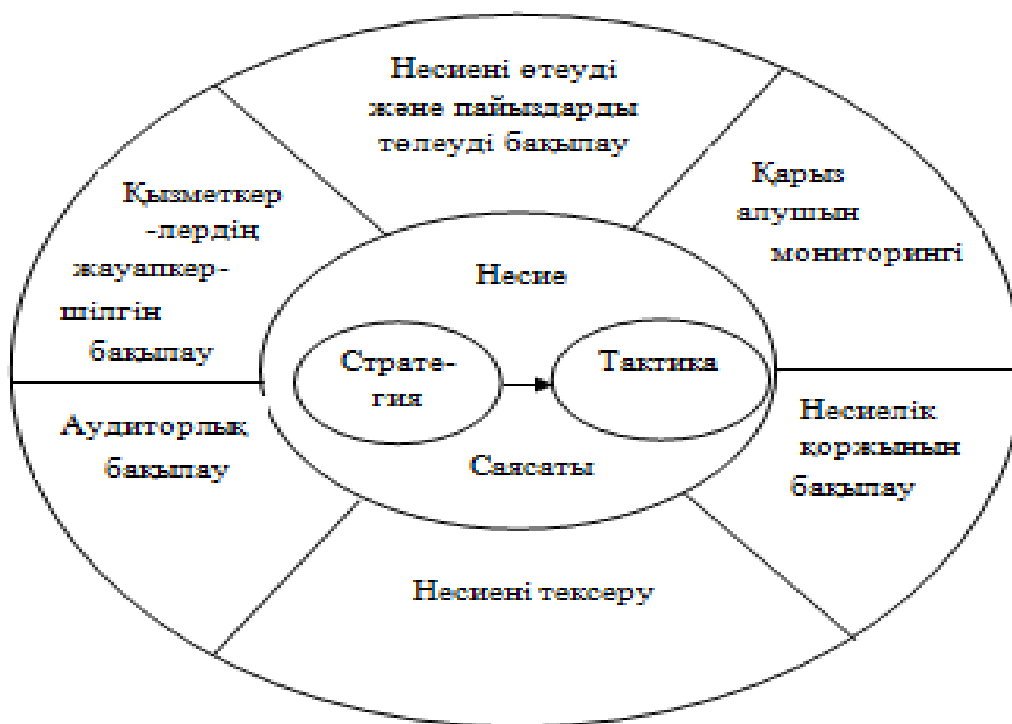 Несиені өтеуді
және пайыздарды
төлеуді бақылау
Қарыз
алушын
мониторингі
Қызметкер
-лердің
жауапкер-
шілгін
бақылау
Несие
Страте-
гия
Тактика
Саясаты
Аудиторлық
бақылау
Несиелік
қоржынын
бақылау
Несиені тексеру